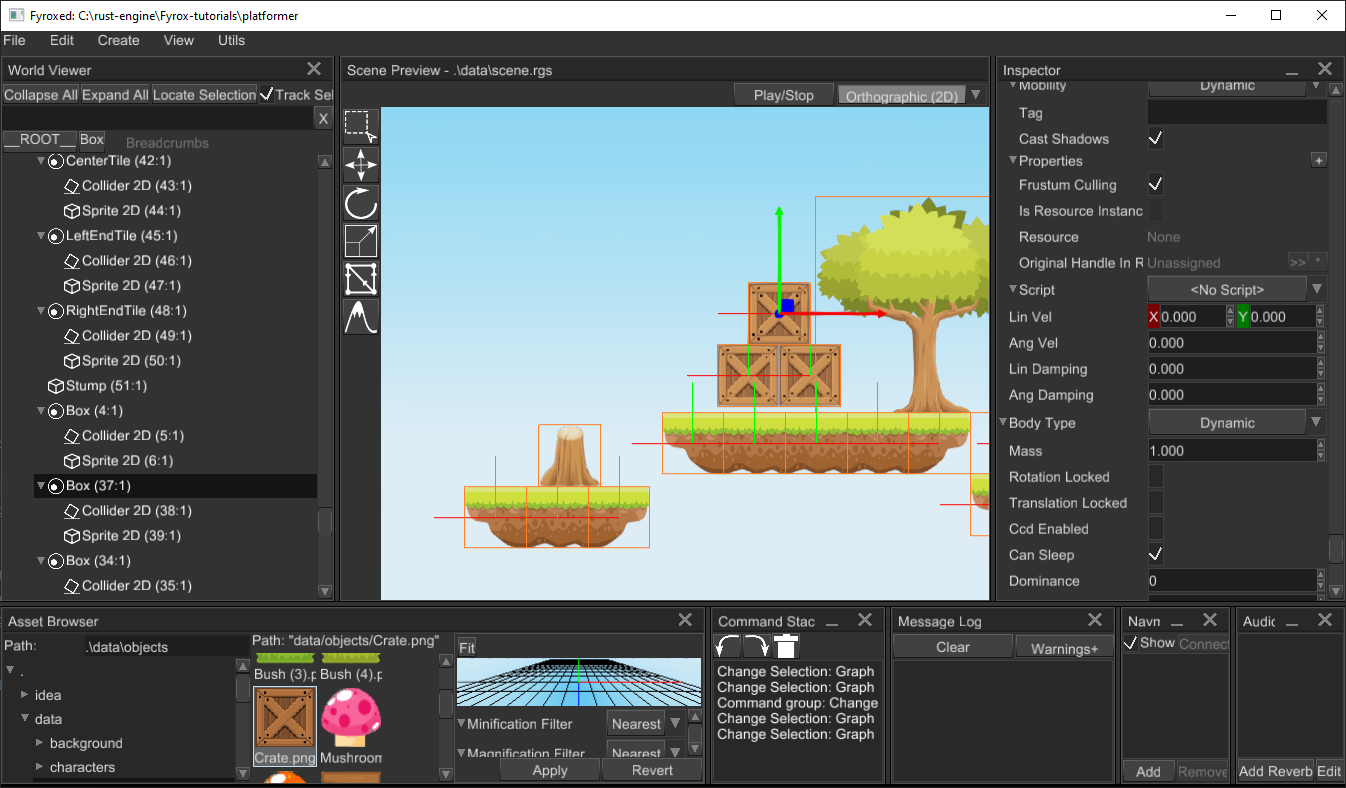 Fyroxed: C:\rust-engine\Fyrox-tutorials\platformer
File Edit Create View Utils
World Viewer
Collapse All Expand All Locate Selection Track Sel
X
__ROOT__ Box Breadcrumbs
CenterTile (42:1)
Collider 2D (43:1)
Sprite 2D (44:1)
LeftEndTile (45:1)
Collider 2D (46:1)
Sprite 2D (47:1)
RightEndTile (48:1)
Collider 2D (49:1)
Sprite 2D (50:1)
Stump (51:1)
Box (4:1)
Collider 2D (5:1)
Sprite 2D (6:1)
Box (37:1)
Collider 2D (38:1)
Sprite 2D (39:1)
Box (34:1)
Collider 2D (35:1)
Scene Preview - .\data\scene.rgs
Play/Stop Orthographic (2D)
Inspector
Mobility Dynamic
Tag
Cast Shadows
Properties +
Frustum Culling
Is Resource Instanc
Resource None
Original Handle In R Unassigned >> *
Script <No Script>
Lin Vel X 0.000 Y 0.000
Ang Vel 0.000
Lin Damping 0.000
Ang Damping 0.000
Body Type Dynamic
Mass 1.000
Rotation Locked
Translation Locked
Ccd Enabled
Can Sleep
Dominance 0
Asset Browser
Path: .\data\objects
.
idea
data
background
characters
Path: "data/objects/Crate.png"
Bush (3).p Bush (4).p
Crate.png Mushroom
Fit
Minification Filter Nearest
Magnification Filter Nearest
Apply Revert
Command Stac
Change Selection: Graph
Change Selection: Graph
Command group: Change
Change Selection: Graph
Change Selection: Graph
Message Log
Clear Warnings+
Navn
Show Connect
Add Remove
Audio
Add Reverb Edit